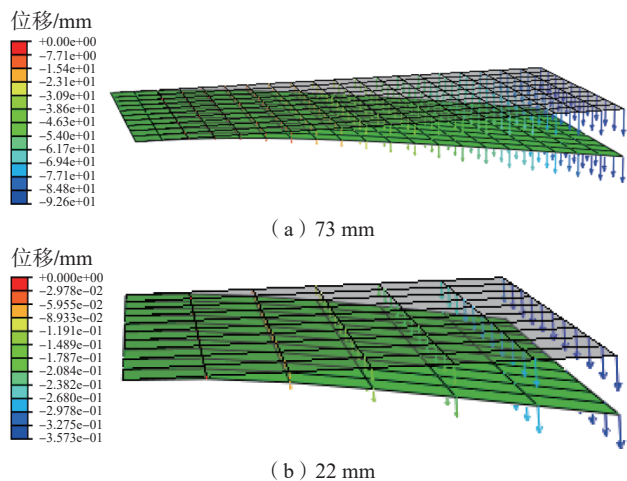 位移/mm
+0.00e+00
−7.71e+00
−1.54e+01
−2.31e+01
−3.09e+01
−3.86e+01
−4.63e+01
−5.40e+01
−6.17e+01
−6.94e+01
−7.71e+01
−8.48e+01
−9.26e+01
（a）73 mm
位移/mm
+0.000e+00
−2.978e−02
−5.955e−02
−8.933e−02
−1.191e−01
−1.489e−01
−1.787e−01
−2.084e−01
−2.382e−01
−2.680e−01
−2.978e−01
−3.275e−01
−3.573e−01
（b）22 mm